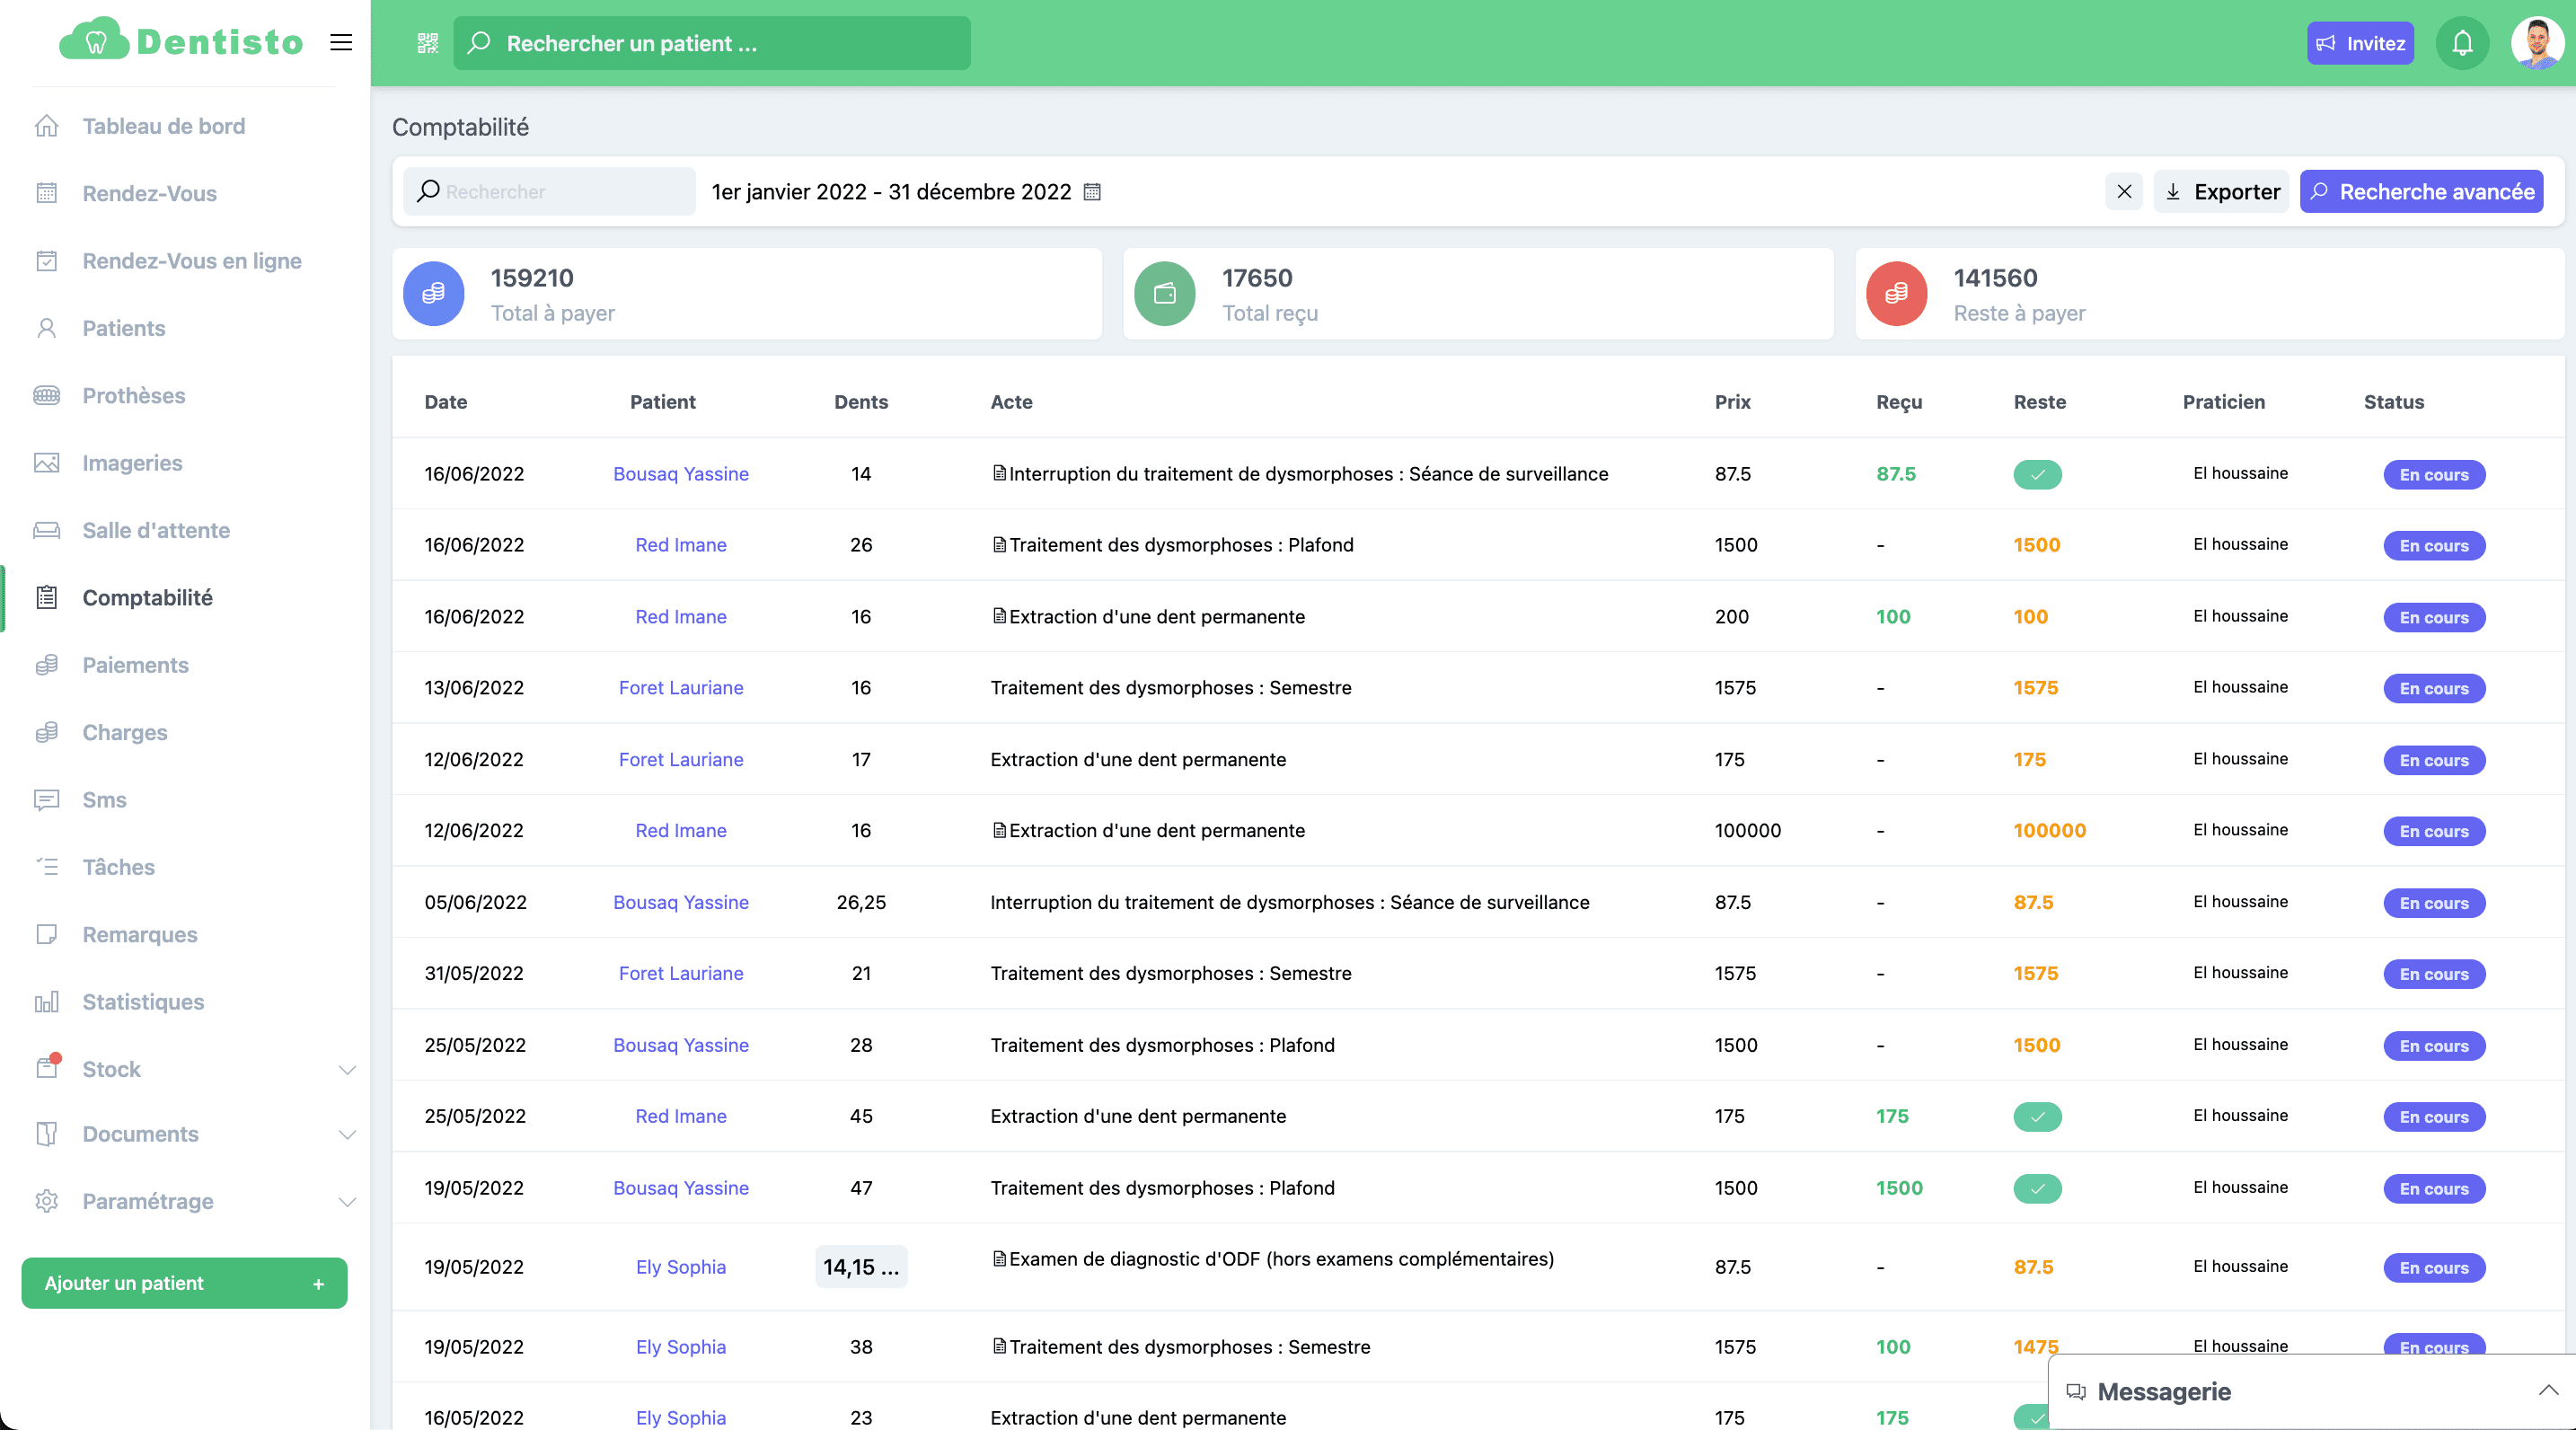 Dentisto
Rechercher un patient ...
Invitez
Tableau de bord
Rendez-Vous
Rendez-Vous en ligne
Patients
Prothèses
Imageries
Salle d'attente
Comptabilité
Paiements
Charges
Sms
Tâches
Remarques
Statistiques
Stock
Documents
Paramétrage
Ajouter un patient +
Comptabilité
Rechercher 1er janvier 2022 - 31 décembre 2022 Exporter Recherche avancée
159210
Total à payer
17650
Total reçu
141560
Reste à payer
Date Patient Dents Acte Prix Reçu Reste Praticien Status
16/06/2022 Bousaq Yassine 14 Interruption du traitement de dysmorphoses : Séance de surveillance 87.5 87.5 El houssaine En cours
16/06/2022 Red Imane 26 Traitement des dysmorphoses : Plafond 1500 - 1500 El houssaine En cours
16/06/2022 Red Imane 16 Extraction d'une dent permanente 200 100 100 El houssaine En cours
13/06/2022 Foret Lauriane 16 Traitement des dysmorphoses : Semestre 1575 - 1575 El houssaine En cours
12/06/2022 Foret Lauriane 17 Extraction d'une dent permanente 175 - 175 El houssaine En cours
12/06/2022 Red Imane 16 Extraction d'une dent permanente 100000 - 100000 El houssaine En cours
05/06/2022 Bousaq Yassine 26,25 Interruption du traitement de dysmorphoses : Séance de surveillance 87.5 - 87.5 El houssaine En cours
31/05/2022 Foret Lauriane 21 Traitement des dysmorphoses : Semestre 1575 - 1575 El houssaine En cours
25/05/2022 Bousaq Yassine 28 Traitement des dysmorphoses : Plafond 1500 - 1500 El houssaine En cours
25/05/2022 Red Imane 45 Extraction d'une dent permanente 175 175 El houssaine En cours
19/05/2022 Bousaq Yassine 47 Traitement des dysmorphoses : Plafond 1500 1500 El houssaine En cours
19/05/2022 Ely Sophia 14,15 ... Examen de diagnostic d'ODF (hors examens complémentaires) 87.5 - 87.5 El houssaine En cours
19/05/2022 Ely Sophia 38 Traitement des dysmorphoses : Semestre 1575 100 1475 El houssaine En cours
16/05/2022 Ely Sophia 23 Extraction d'une dent permanente 175 175
Messagerie